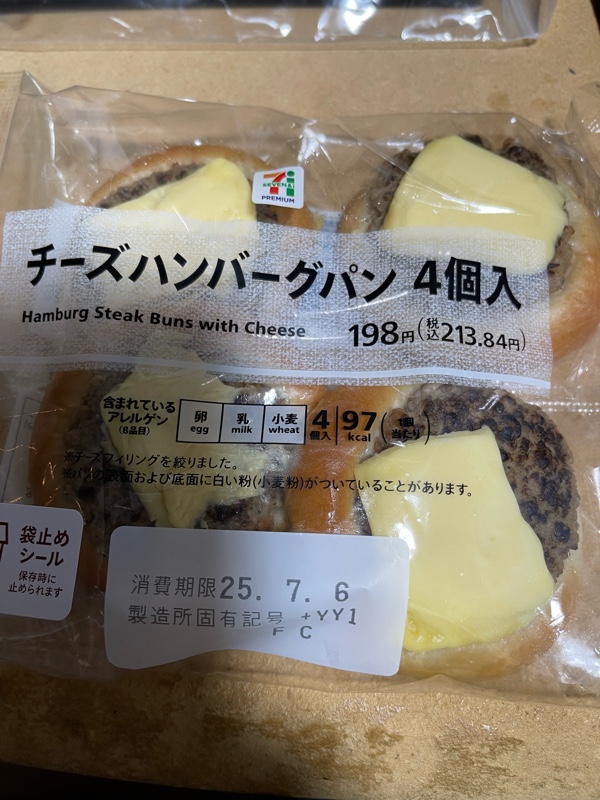 SEVEN&i
PREMIUM
チーズハンバーグパン 4個入
Hamburg Steak Buns with Cheese
198円(税込213.84円)
含まれているアレルゲン(8品目)
卵 egg
乳 milk
小麦 wheat
4個入
97kcal
(1個当たり)
※チーズフィリングを絞りました。
※パンの表面および底面に白い粉(小麦粉)がついていることがあります。
袋止め
シール
保存時に
止められます
消費期限25. 7. 6
製造所固有記号 +YY1
F C